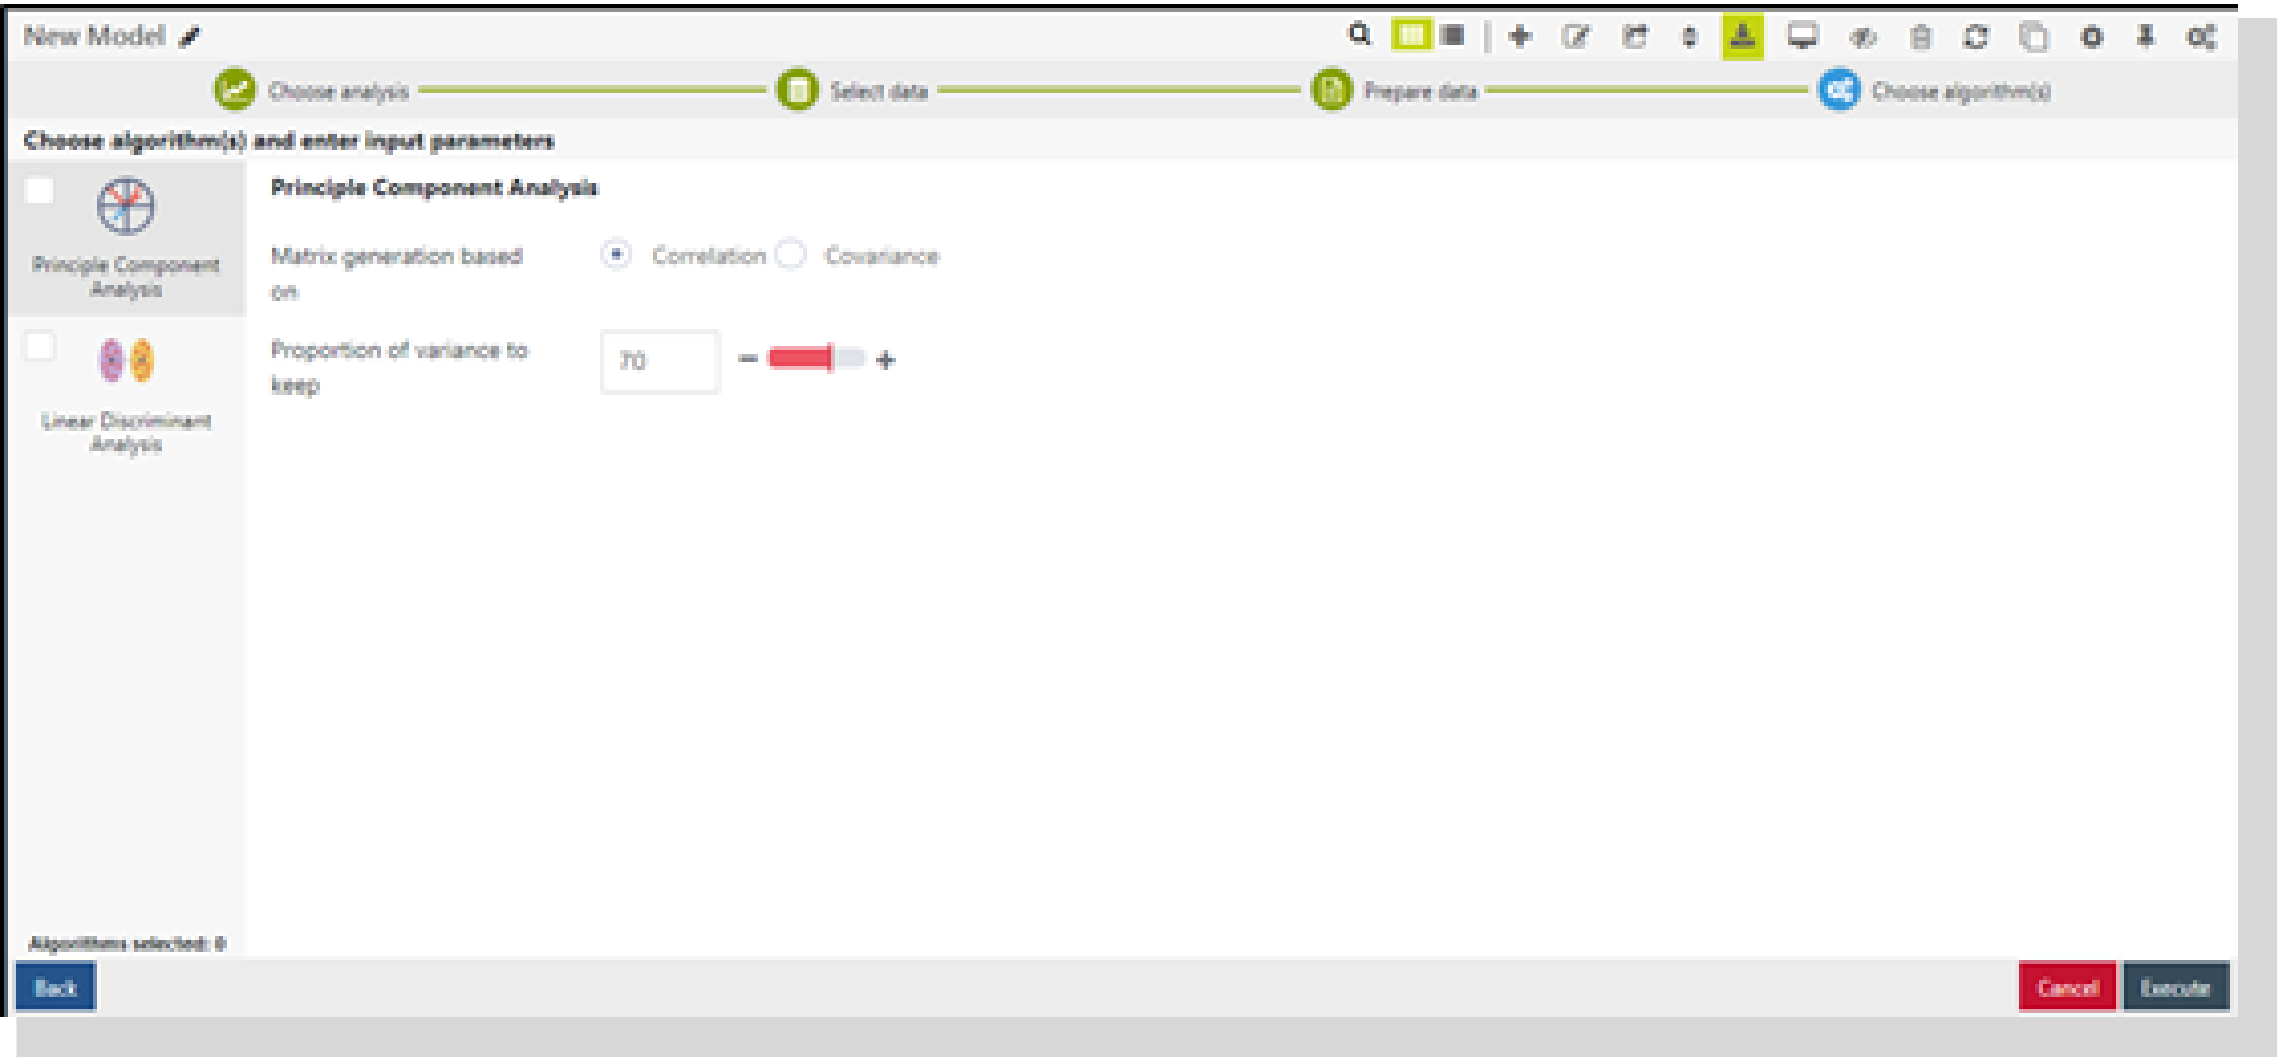 New Model
Choose analysis
Select data
Prepare data
Choose algorithm(s)
Choose algorithm(s) and enter input parameters
Principle Component
Analysis
Linear Discriminant
Analysis
Algorithms selected: 0
Principle Component Analysis
Matrix generation based
on
Correlation Covariance
Proportion of variance to
keep
70
Back
Cancel
Execute